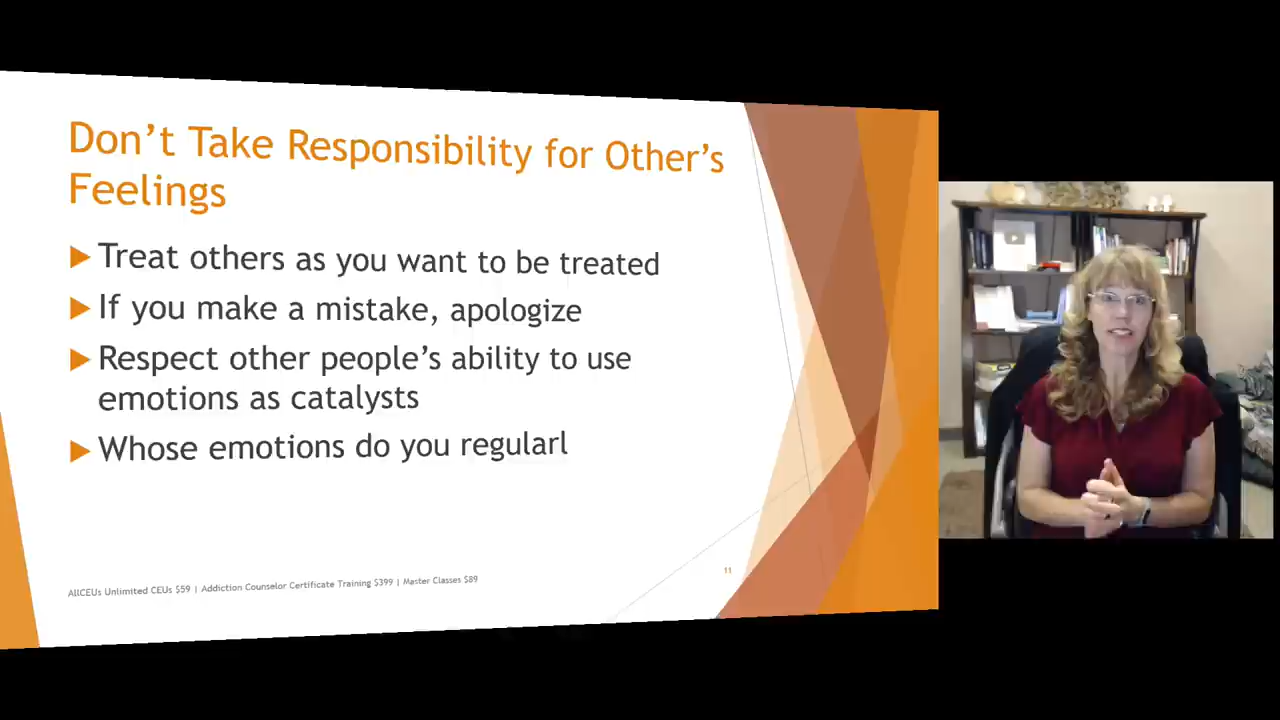 Don't Take Responsibility for Other's
Feelings
Treat others as you want to be treated
If you make a mistake, apologize
Respect other people's ability to use
emotions as catalysts
Whose emotions do you regularl
AllCEUs Unlimited CEUs $59 | Addiction Counselor Certificate Training $399 | Master Classes $89
11